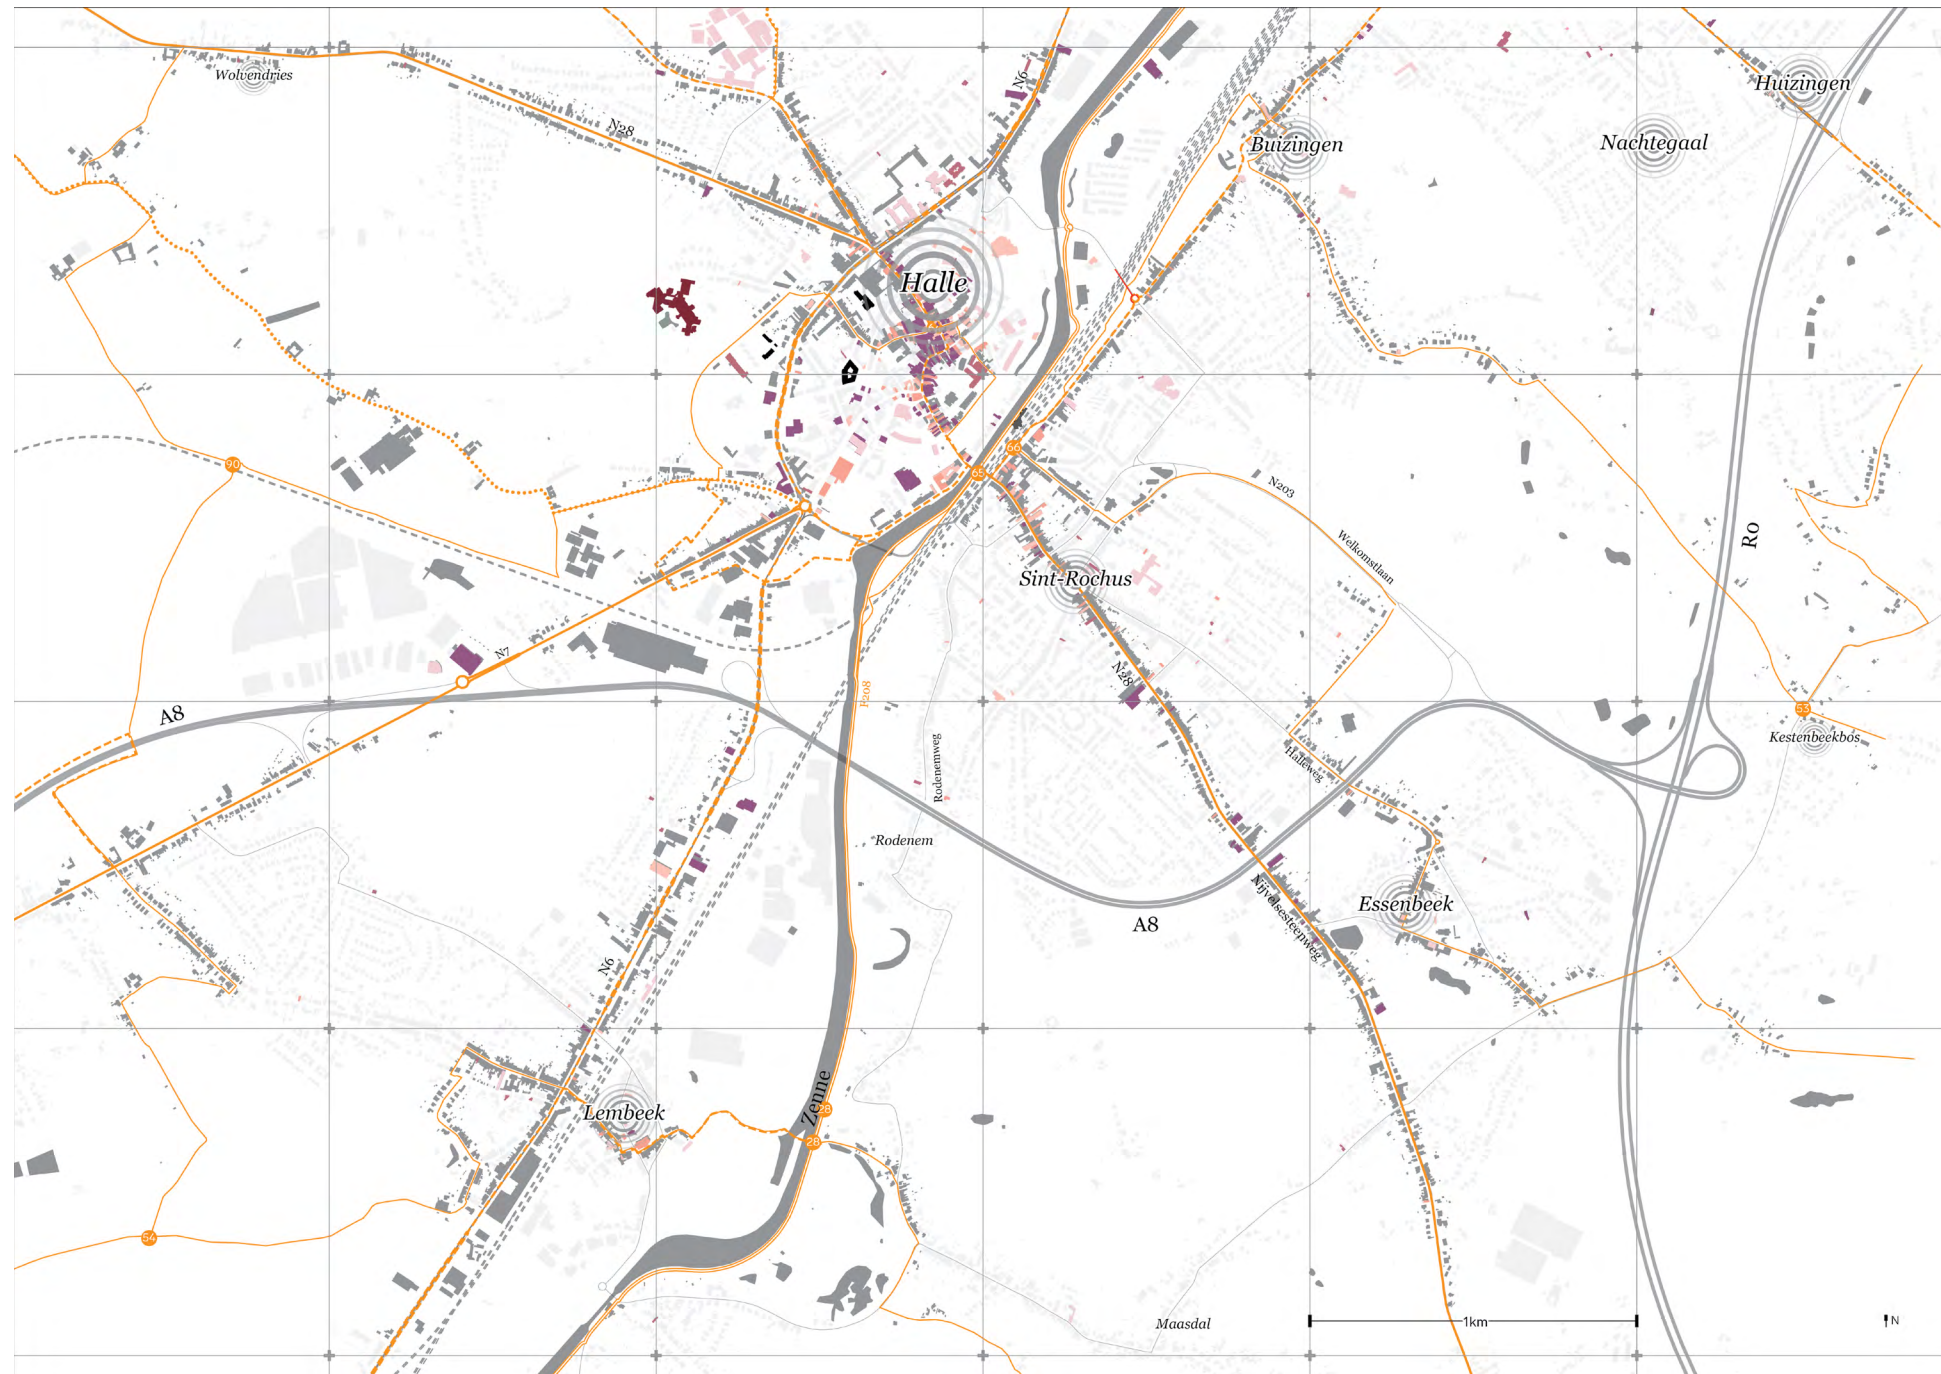 Wolvendries
N28
N6
Huizingen
Buizingen
Nachtegaal
Halle
90
65
66
N203
Welkomstlaan
Ro
Sint-Rochus
N7
N28
F208
A8
53
Kestenbeekbos
Rodenemweg
Halleweg
Rodenem
Essenbeek
A8
Nijvelsesteenweg
N6
Zenne
28
28
Lembeek
54
Maasdal
1km
N